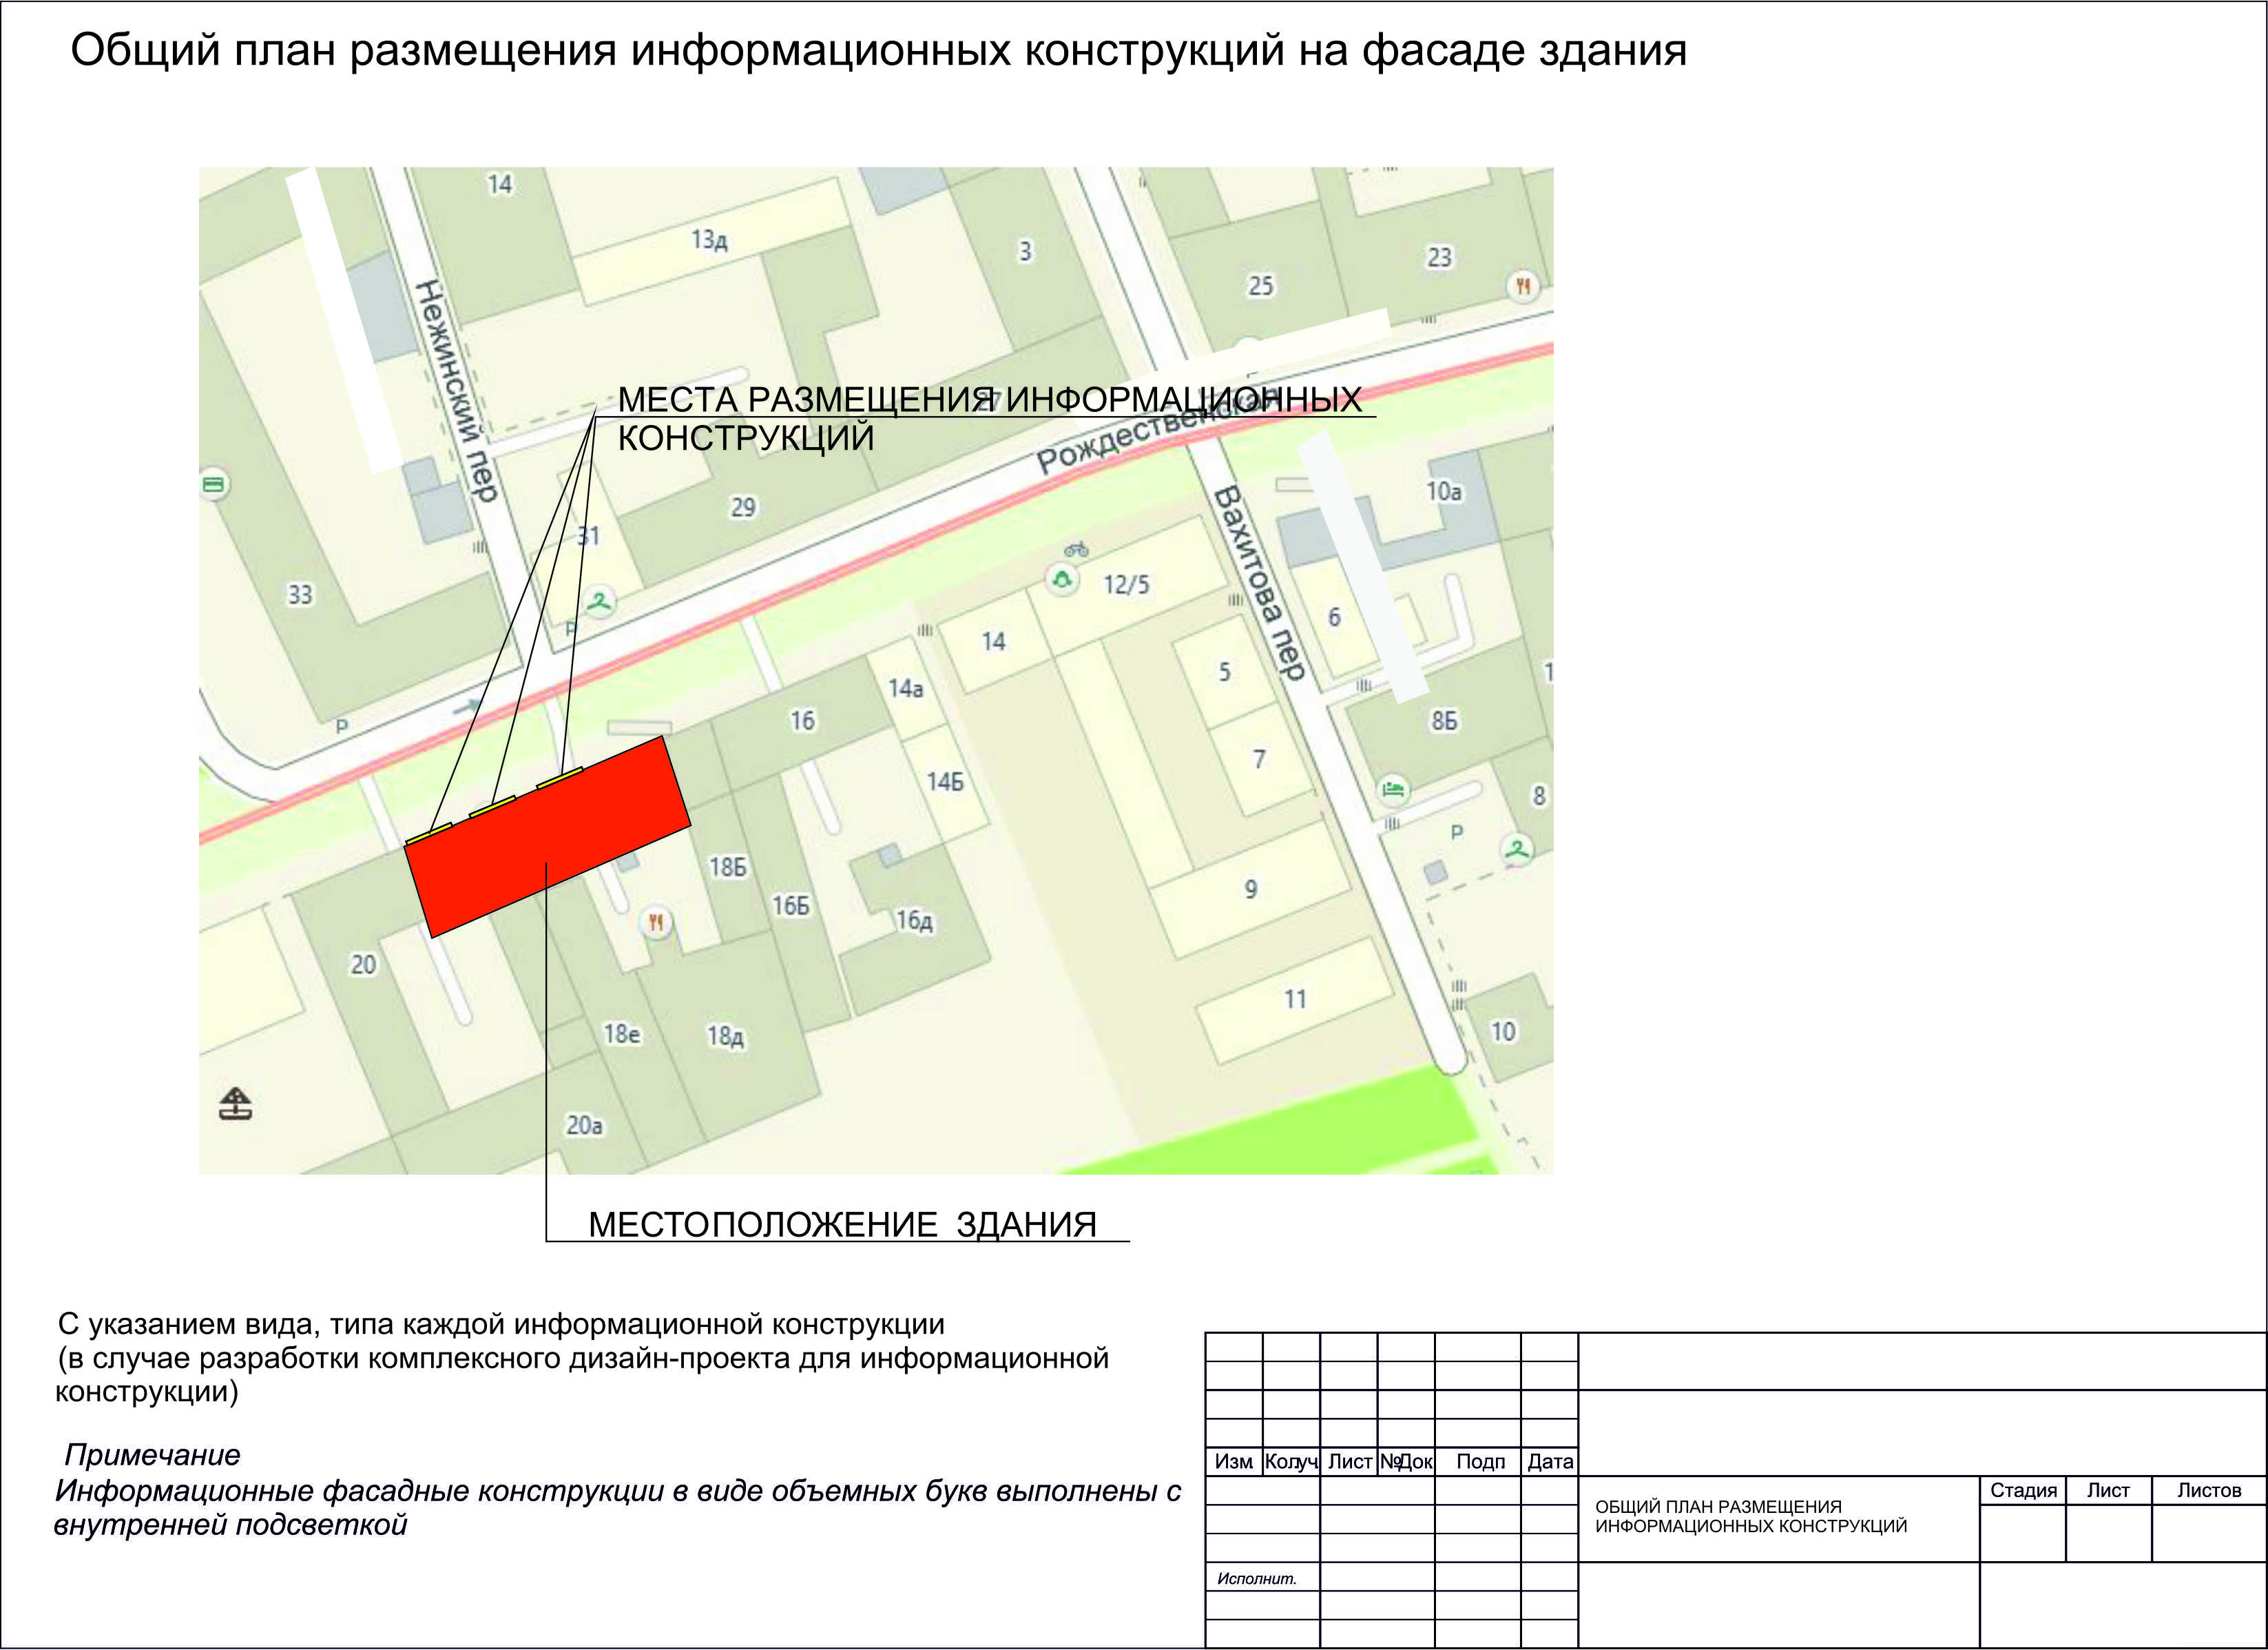 Общий план размещения информационных конструкций на фасаде здания
14
13д
3
25
23
Нежинский пер
МЕСТА РАЗМЕЩЕНИЯ ИНФОРМАЦИОННЫХ
КОНСТРУКЦИЙ
27
Рождественская
Вахитова пер
10а
29
31
33
12/5
14
6
5
P
P
14а
16
8Б
7
14Б
8
P
18Б
16Б
16д
9
20
11
10
18е
18д
20а
МЕСТОПОЛОЖЕНИЕ ЗДАНИЯ
С указанием вида, типа каждой информационной конструкции
(в случае разработки комплексного дизайн-проекта для информационной
конструкции)
Примечание
Информационные фасадные конструкции в виде объемных букв выполнены с
внутренней подсветкой
Изм Колуч Лист №Док Подп Дата
Стадия Лист Листов
ОБЩИЙ ПЛАН РАЗМЕЩЕНИЯ
ИНФОРМАЦИОННЫХ КОНСТРУКЦИЙ
Исполнит.